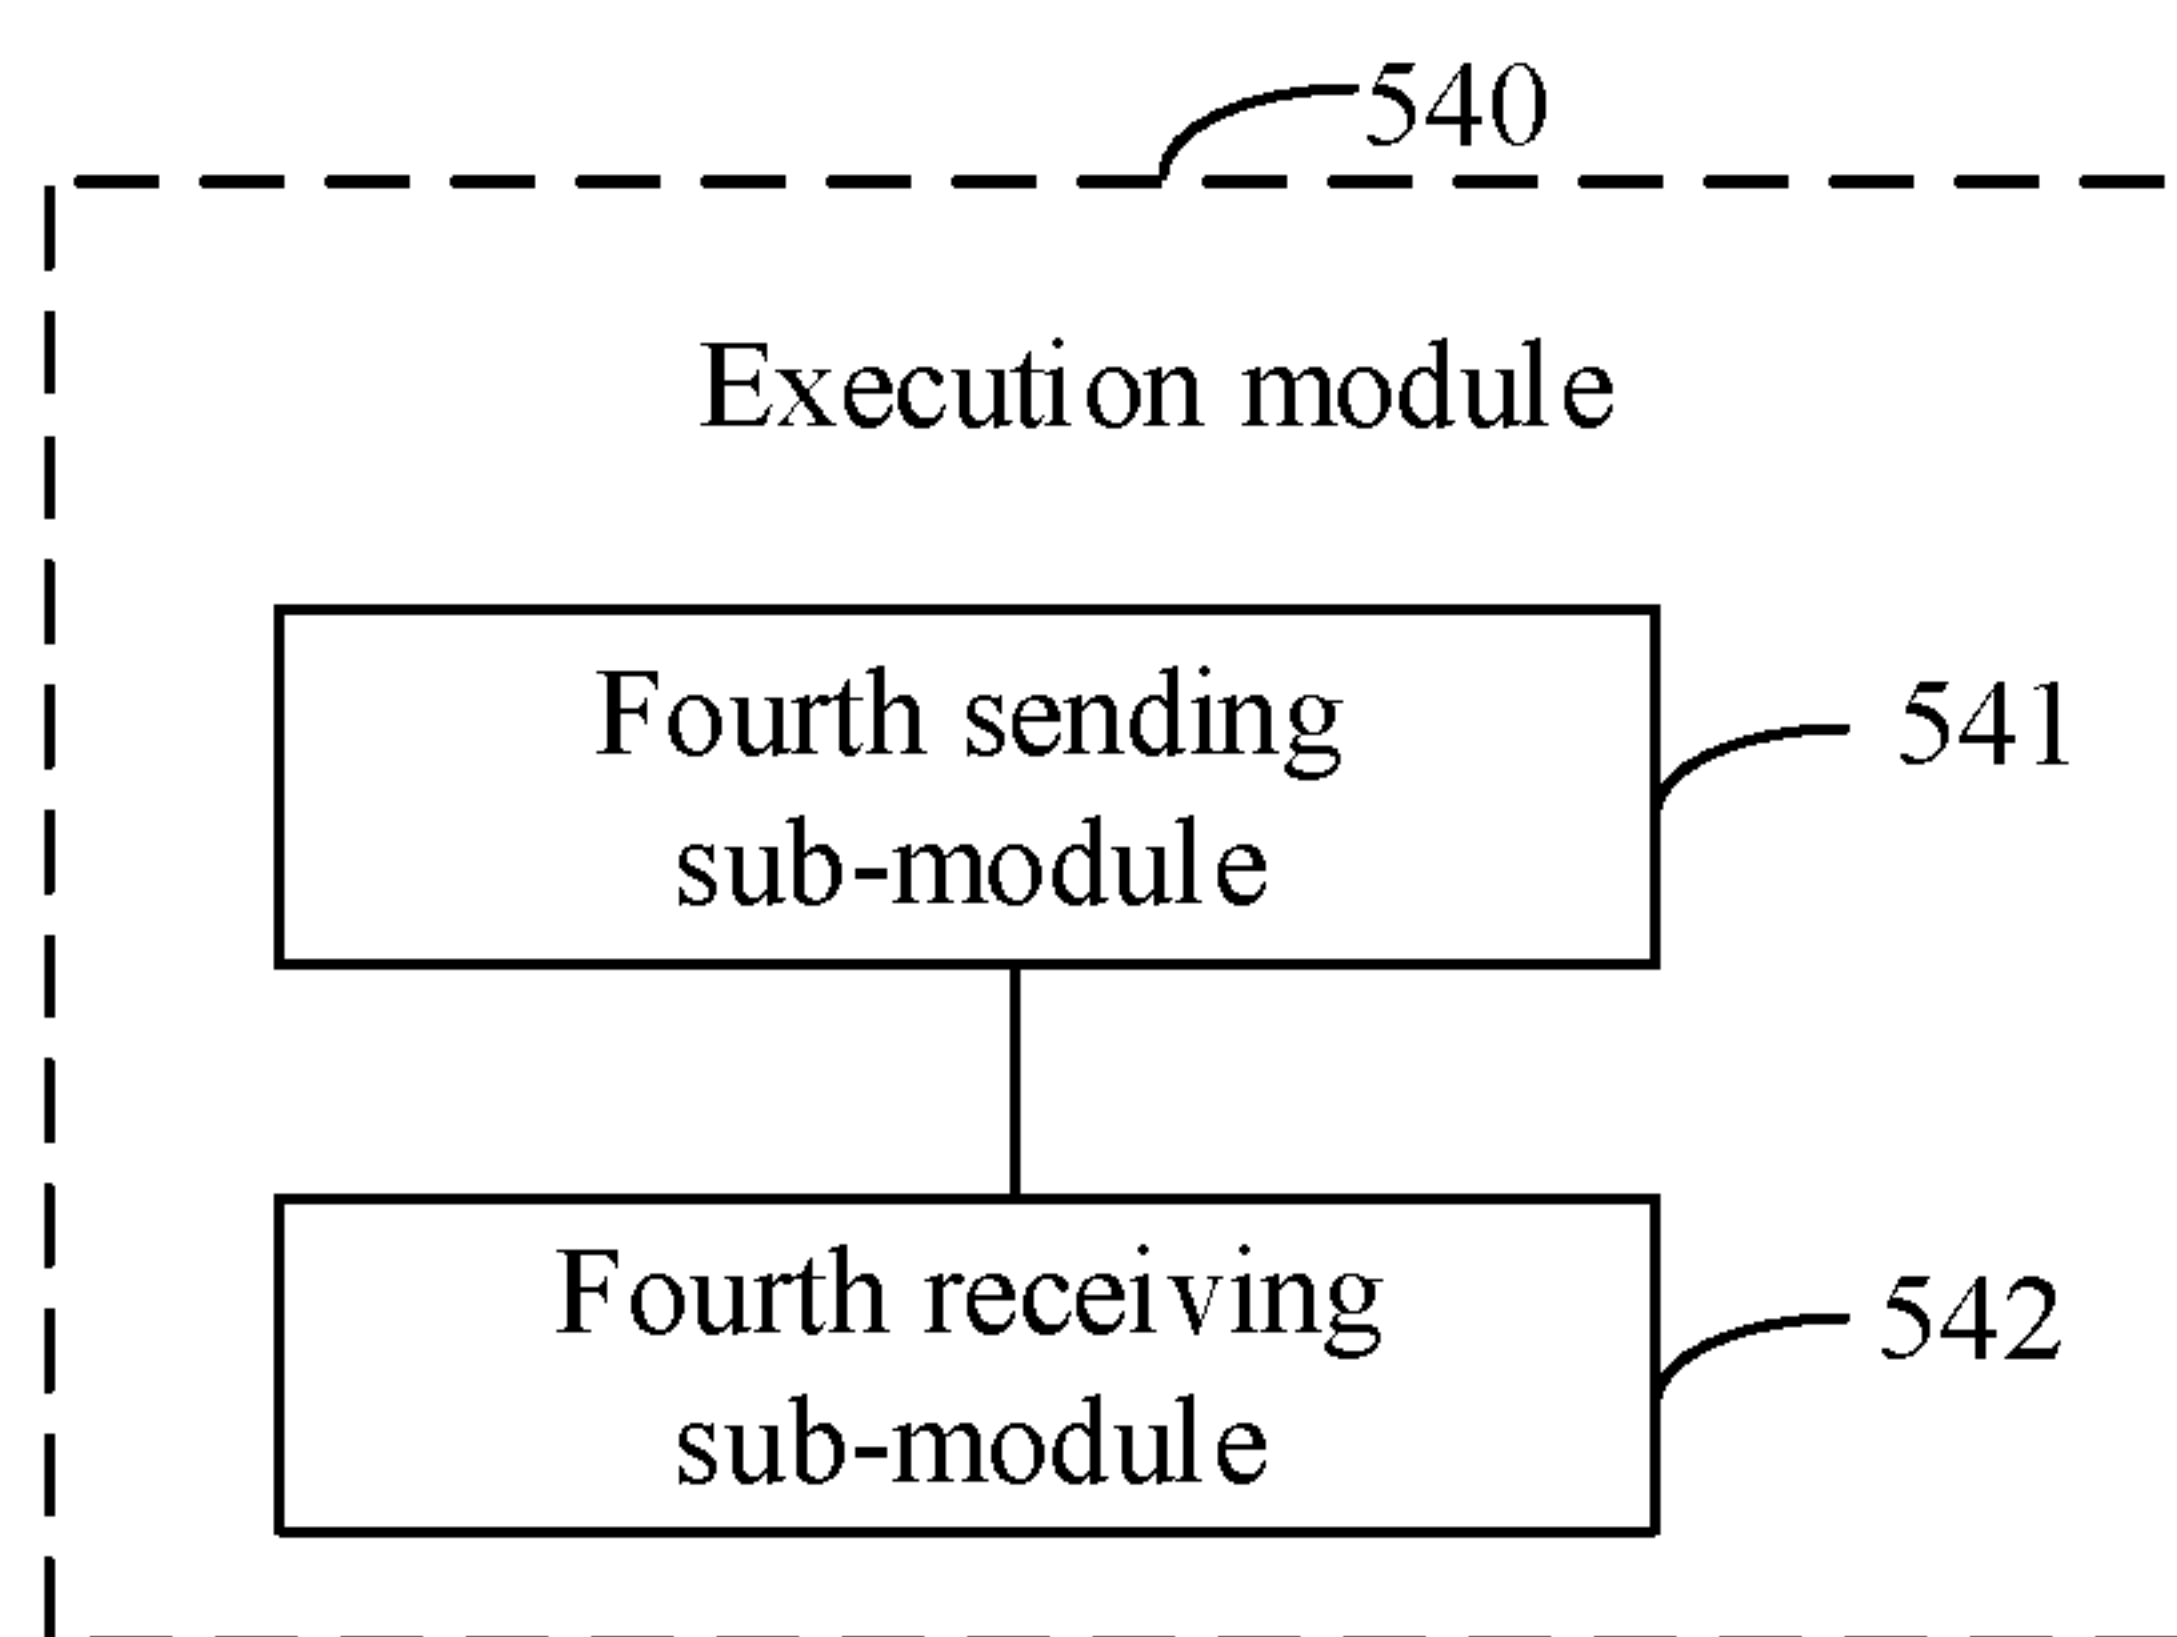 540
Execution module
Fourth sending
sub-module
541
Fourth receiving
sub-module
542